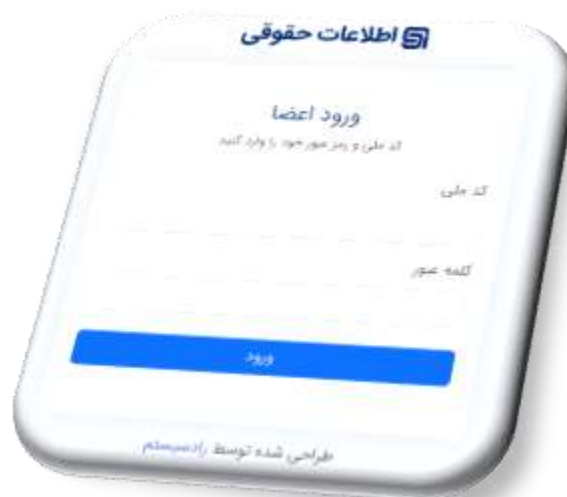 اطلاعات حقوقی
ورود اعضا
کد ملی و رمز عبور خود را وارد کنید
کد ملی
کلمه عبور
ورود
طراحی شده توسط رادسیستم